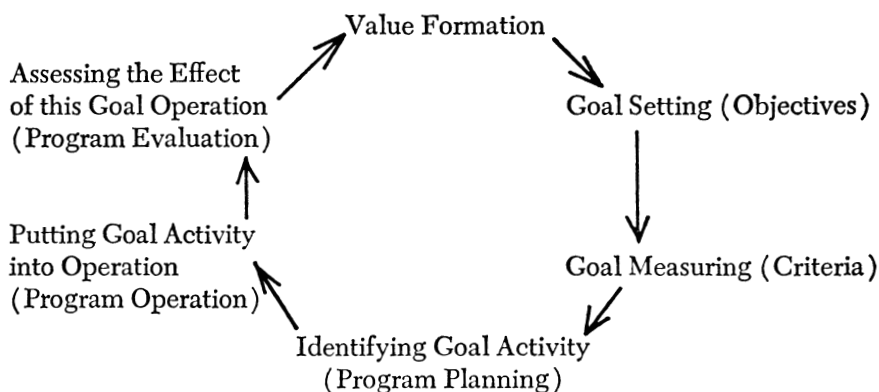 Value Formation
Goal Setting (Objectives)
Goal Measuring (Criteria)
Identifying Goal Activity
(Program Planning)
Putting Goal Activity
into Operation
(Program Operation)
Assessing the Effect
of this Goal Operation
(Program Evaluation)